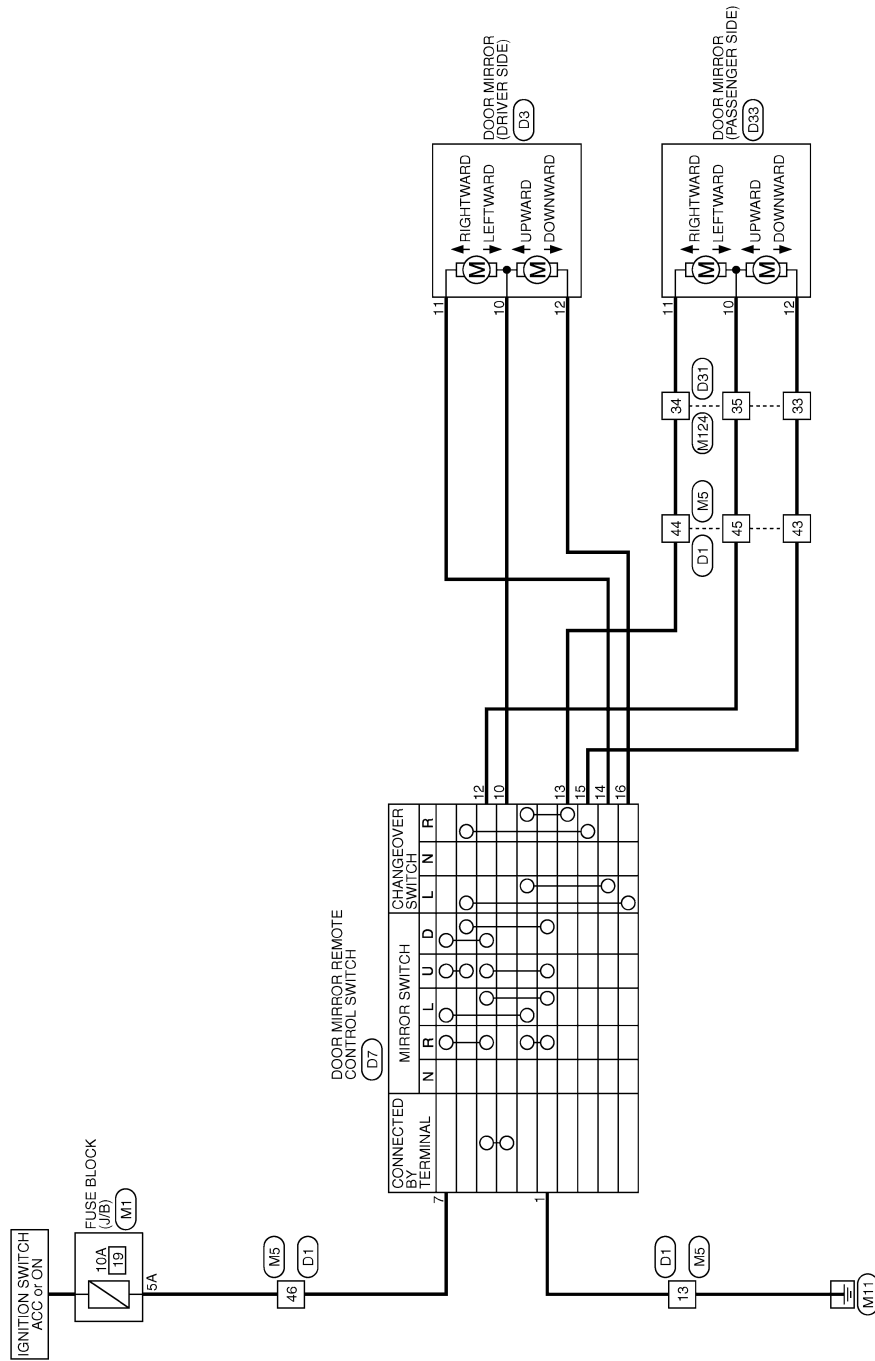 DOOR MIRROR
(DRIVER SIDE)
D3
RIGHTWARD
LEFTWARD
UPWARD
DOWNWARD
M
M
11
10
12
DOOR MIRROR
(PASSENGER SIDE)
D33
RIGHTWARD
LEFTWARD
UPWARD
DOWNWARD
M
M
11
10
12
34
35
33
D31
M124
44
45
43
M5
D1
12
10
13
15
14
16
DOOR MIRROR REMOTE
CONTROL SWITCH
D7
CHANGEOVER
SWITCH
L N R
MIRROR SWITCH
N R L U D
CONNECTED
BY
TERMINAL
7
1
IGNITION SWITCH
ACC or ON
FUSE BLOCK
(J/B)
M1
10A
19
5A
M5
46
D1
D1
13
M5
M11